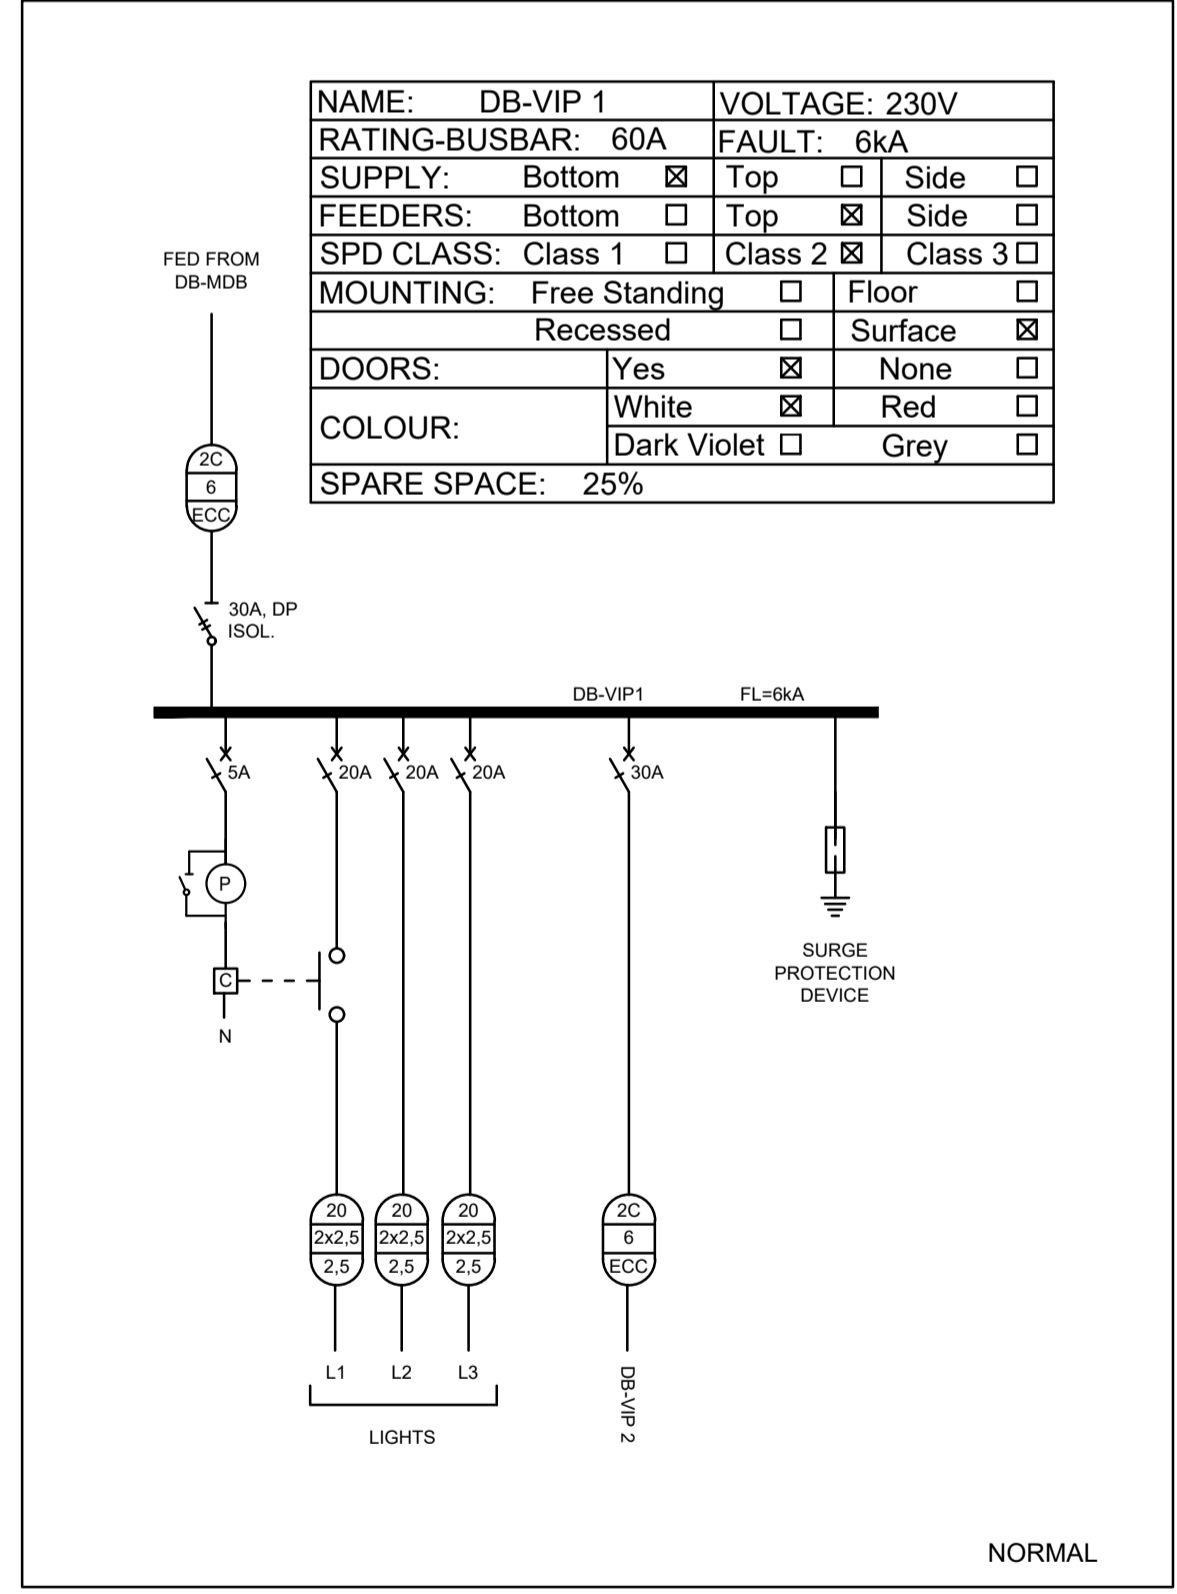 NAME: DB-VIP 1 VOLTAGE: 230V
RATING-BUSBAR: 60A FAULT: 6kA
SUPPLY: Bottom ☒ Top ☐ Side ☐
FEEDERS: Bottom ☐ Top ☒ Side ☐
SPD CLASS: Class 1 ☐ Class 2 ☒ Class 3 ☐
MOUNTING: Free Standing ☐ Floor ☐
Recessed ☐ Surface ☒
DOORS: Yes ☒ None ☐
COLOUR: White ☒ Red ☐
Dark Violet ☐ Grey ☐
SPARE SPACE: 25%
FED FROM
DB-MDB
2C
6
ECC
30A, DP
ISOL.
DB-VIP1 FL=6kA
5A 20A 20A 20A 30A
P
C
N
SURGE
PROTECTION
DEVICE
20 20 20 2C
2x2,5 2x2,5 2x2,5 6
2,5 2,5 2,5 ECC
L1 L2 L3
DB-VIP 2
LIGHTS
NORMAL